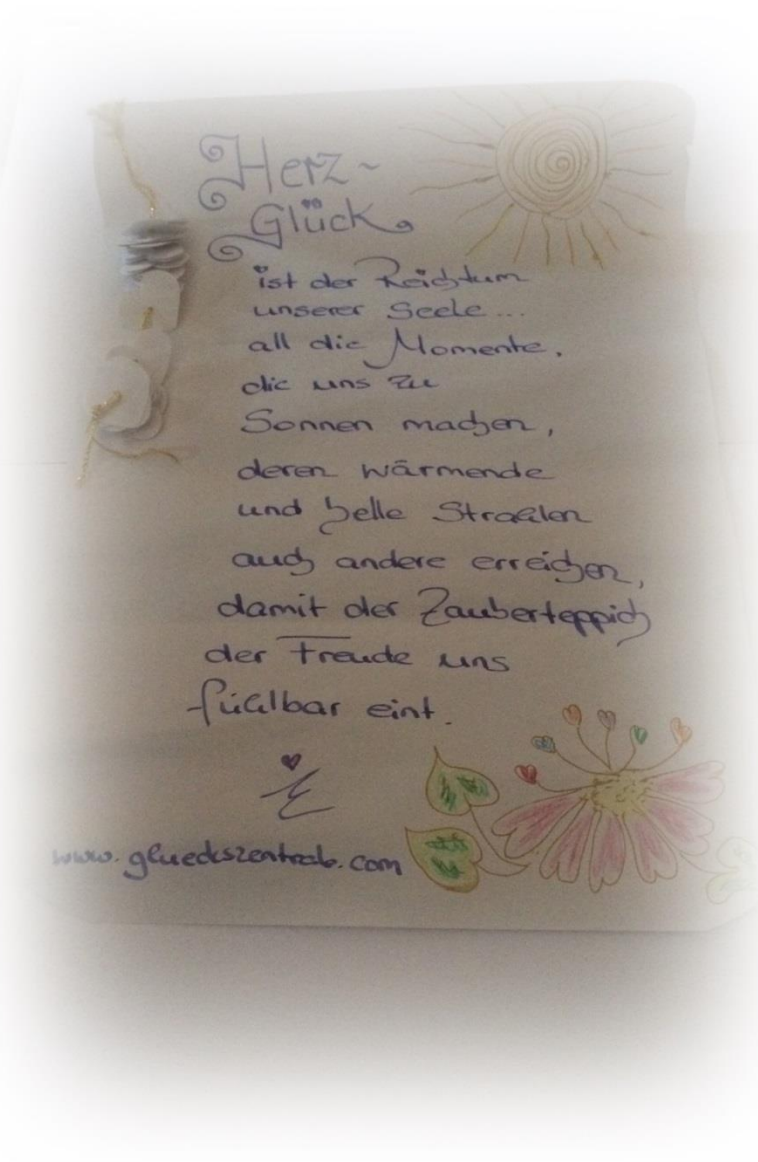 Herz~
Glück
ist der Reichtum
unserer Seele...
all die Momente,
die uns zu
Sonnen machen,
deren wärmende
und helle Strahlen
auch andere erreichen,
damit der Zauberteppich
der Freude uns
fühlbar eint.
www.glueckszentrale.com